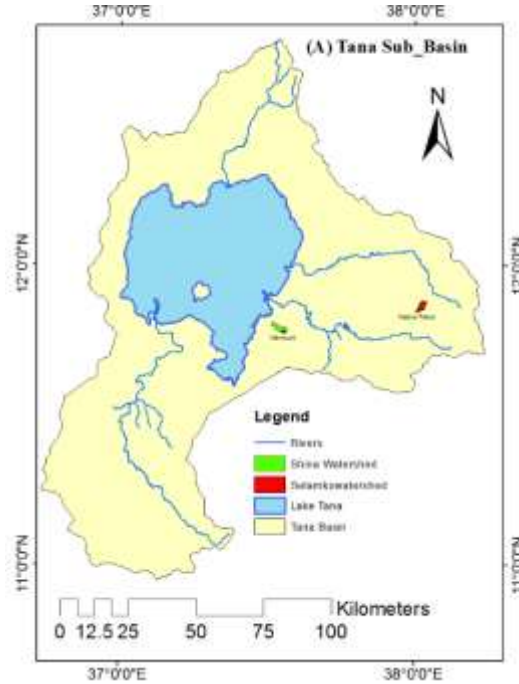 37°0'0"E 38°0'0"E
(A) Tana Sub_Basin
N
12°0'0"N 12°0'0"N
Legend
Rivers
Shina Watershed
Selamkowatershed
Lake Tana
Tana Basin
11°0'0"N 11°0'0"N
Kilometers
0 12.5 25 50 75 100
37°0'0"E 38°0'0"E